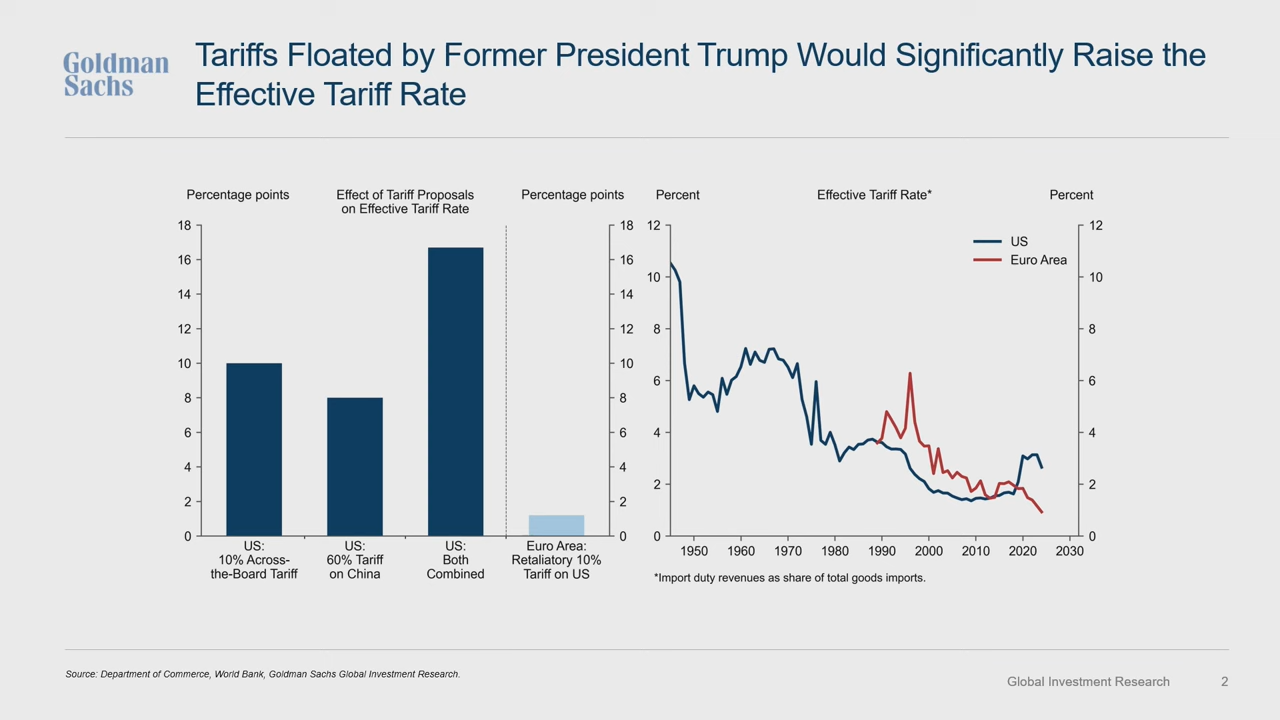 Goldman
Sachs
Tariffs Floated by Former President Trump Would Significantly Raise the
Effective Tariff Rate
Percentage points
Effect of Tariff Proposals
on Effective Tariff Rate
Percentage points
18
16
14
12
10
8
6
4
2
0
18
16
14
12
10
8
6
4
2
0
US:
10% Across-
the-Board Tariff
US:
60% Tariff
on China
US:
Both
Combined
Euro Area:
Retaliatory 10%
Tariff on US
Percent
Effective Tariff Rate*
Percent
12
10
8
6
4
2
0
US
Euro Area
12
10
8
6
4
2
0
1950 1960 1970 1980 1990 2000 2010 2020 2030
*Import duty revenues as share of total goods imports.
Source: Department of Commerce, World Bank, Goldman Sachs Global Investment Research.
Global Investment Research 2